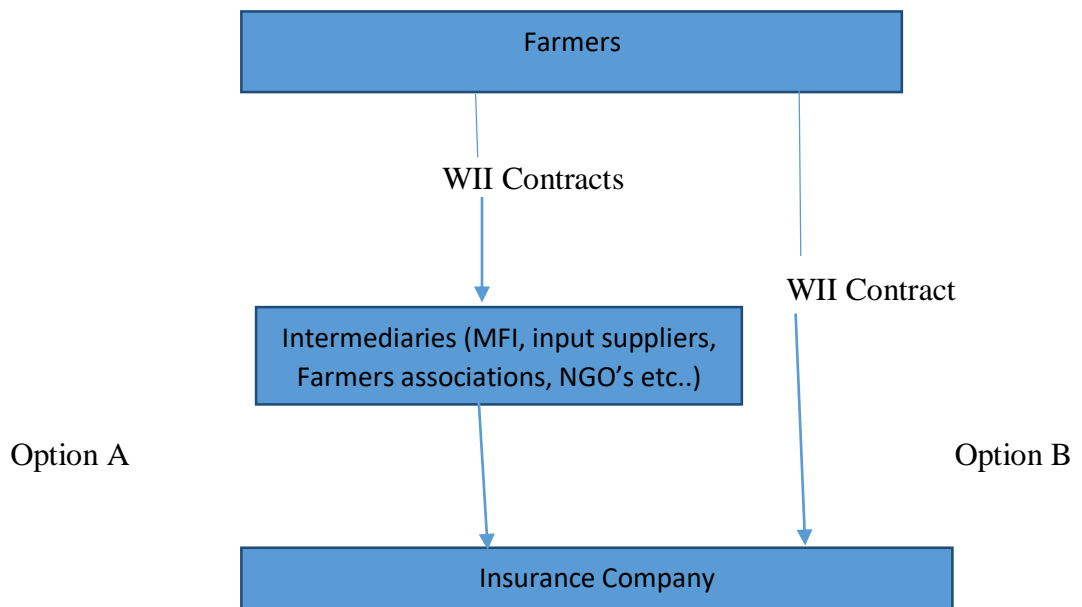 Farmers
WII Contracts
WII Contract
Intermediaries (MFI, input suppliers,
Farmers associations, NGO’s etc..)
Option A
Option B
Insurance Company